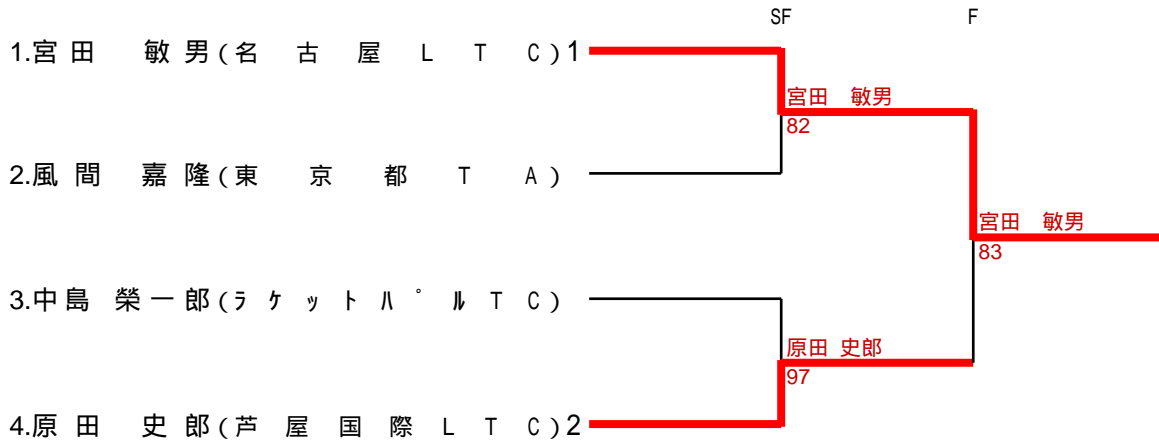 SF F
1.宮田 敏男(名古屋LTC)1
宮田 敏男
82
2.風間 嘉隆(東京都TA)
宮田 敏男
83
3.中島 榮一郎(ﾗｹｯﾄﾊﾟﾙTC)
原田 史郎
97
4.原田 史郎(芦屋国際LTC)2